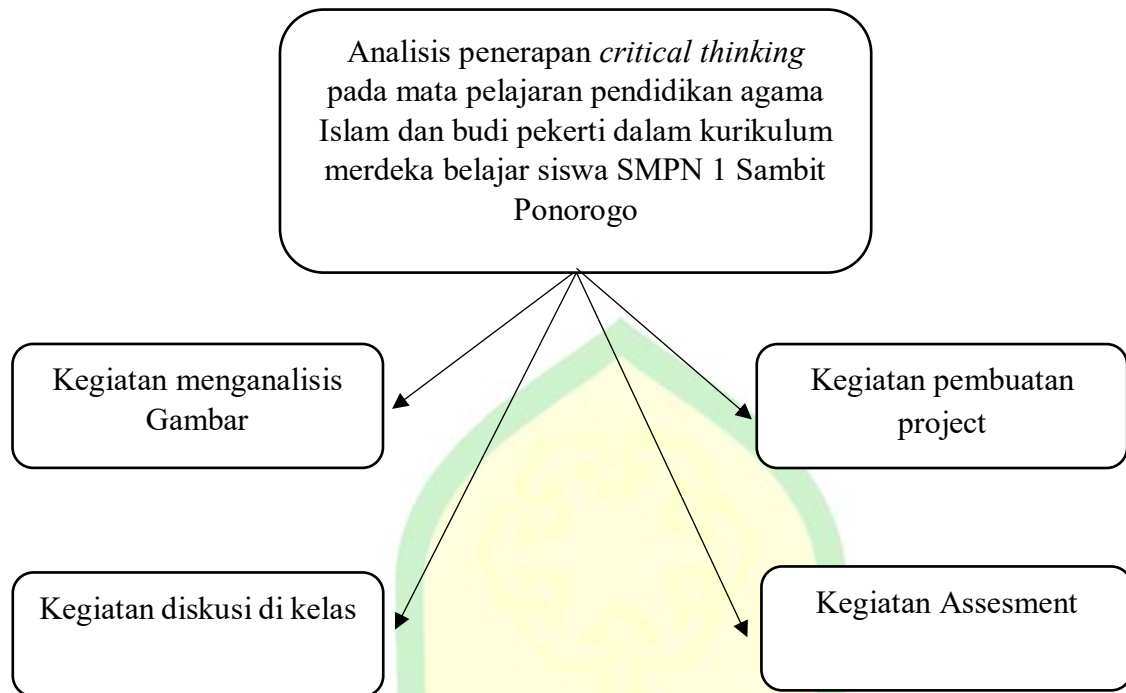 Analisis penerapan critical thinking
pada mata pelajaran pendidikan agama
Islam dan budi pekerti dalam kurikulum
merdeka belajar siswa SMPN 1 Sambit
Ponorogo
Kegiatan menganalisis
Gambar
Kegiatan pembuatan
project
Kegiatan diskusi di kelas
Kegiatan Assesment